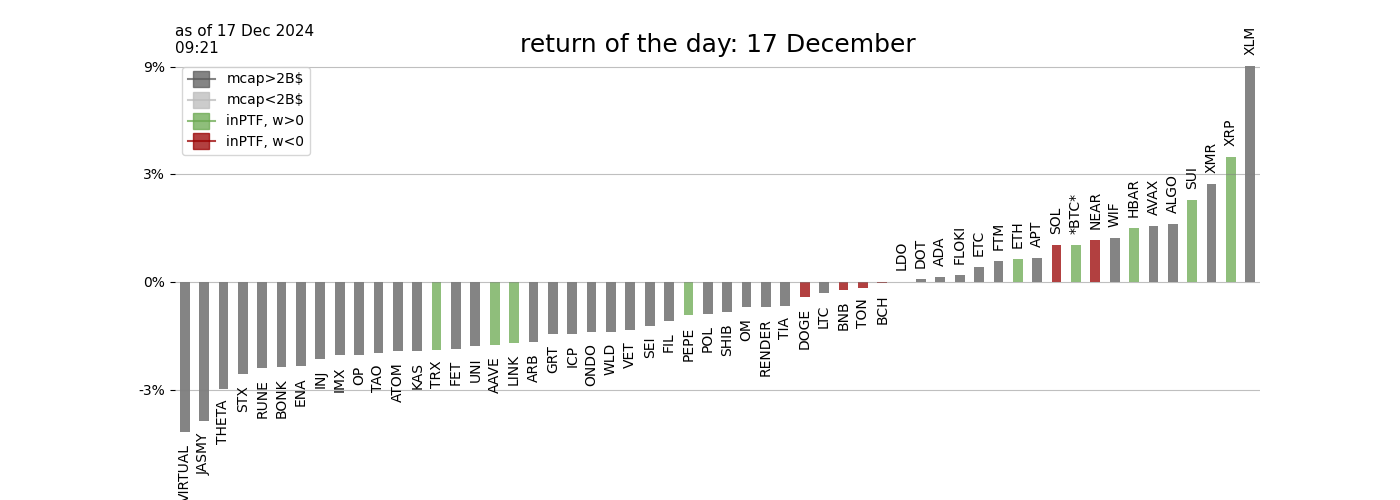 as of 17 Dec 2024
09:21
return of the day: 17 December
mcap>2B$
mcap<2B$
inPTF, w>0
inPTF, w<0
9%
3%
0%
-3%
VIRTUAL
JASMY
THETA
STX
RUNE
BONK
ENA
INJ
IMX
OP
TAO
ATOM
KAS
TRX
FET
UNI
AAVE
LINK
ARB
GRT
ICP
ONDO
WLD
VET
SEI
FIL
PEPE
POL
SHIB
OM
RENDER
TIA
DOGE
LTC
BNB
TON
BCH
LDO
DOT
ADA
FLOKI
ETC
FTM
ETH
APT
SOL
*BTC*
NEAR
WIF
HBAR
AVAX
ALGO
SUI
XMR
XRP
XLM